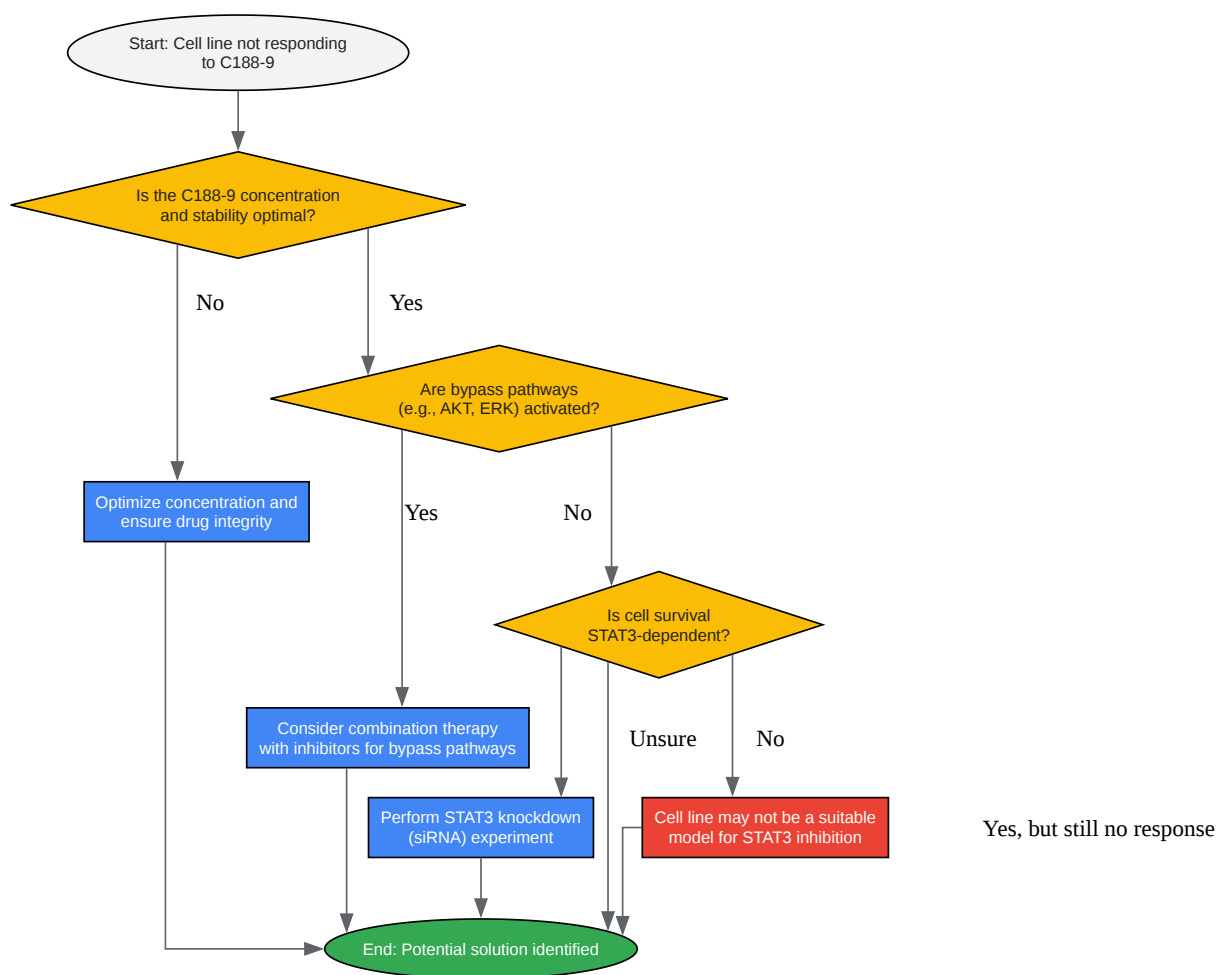 Start: Cell line not responding
to C188-9
Is the C188-9 concentration
and stability optimal?
No
Yes
Are bypass pathways
(e.g., AKT, ERK) activated?
Optimize concentration and
ensure drug integrity
Yes
No
Is cell survival
STAT3-dependent?
Consider combination therapy
with inhibitors for bypass pathways
Unsure
No
Perform STAT3 knockdown
(siRNA) experiment
Cell line may not be a suitable
model for STAT3 inhibition
Yes, but still no response
End: Potential solution identified